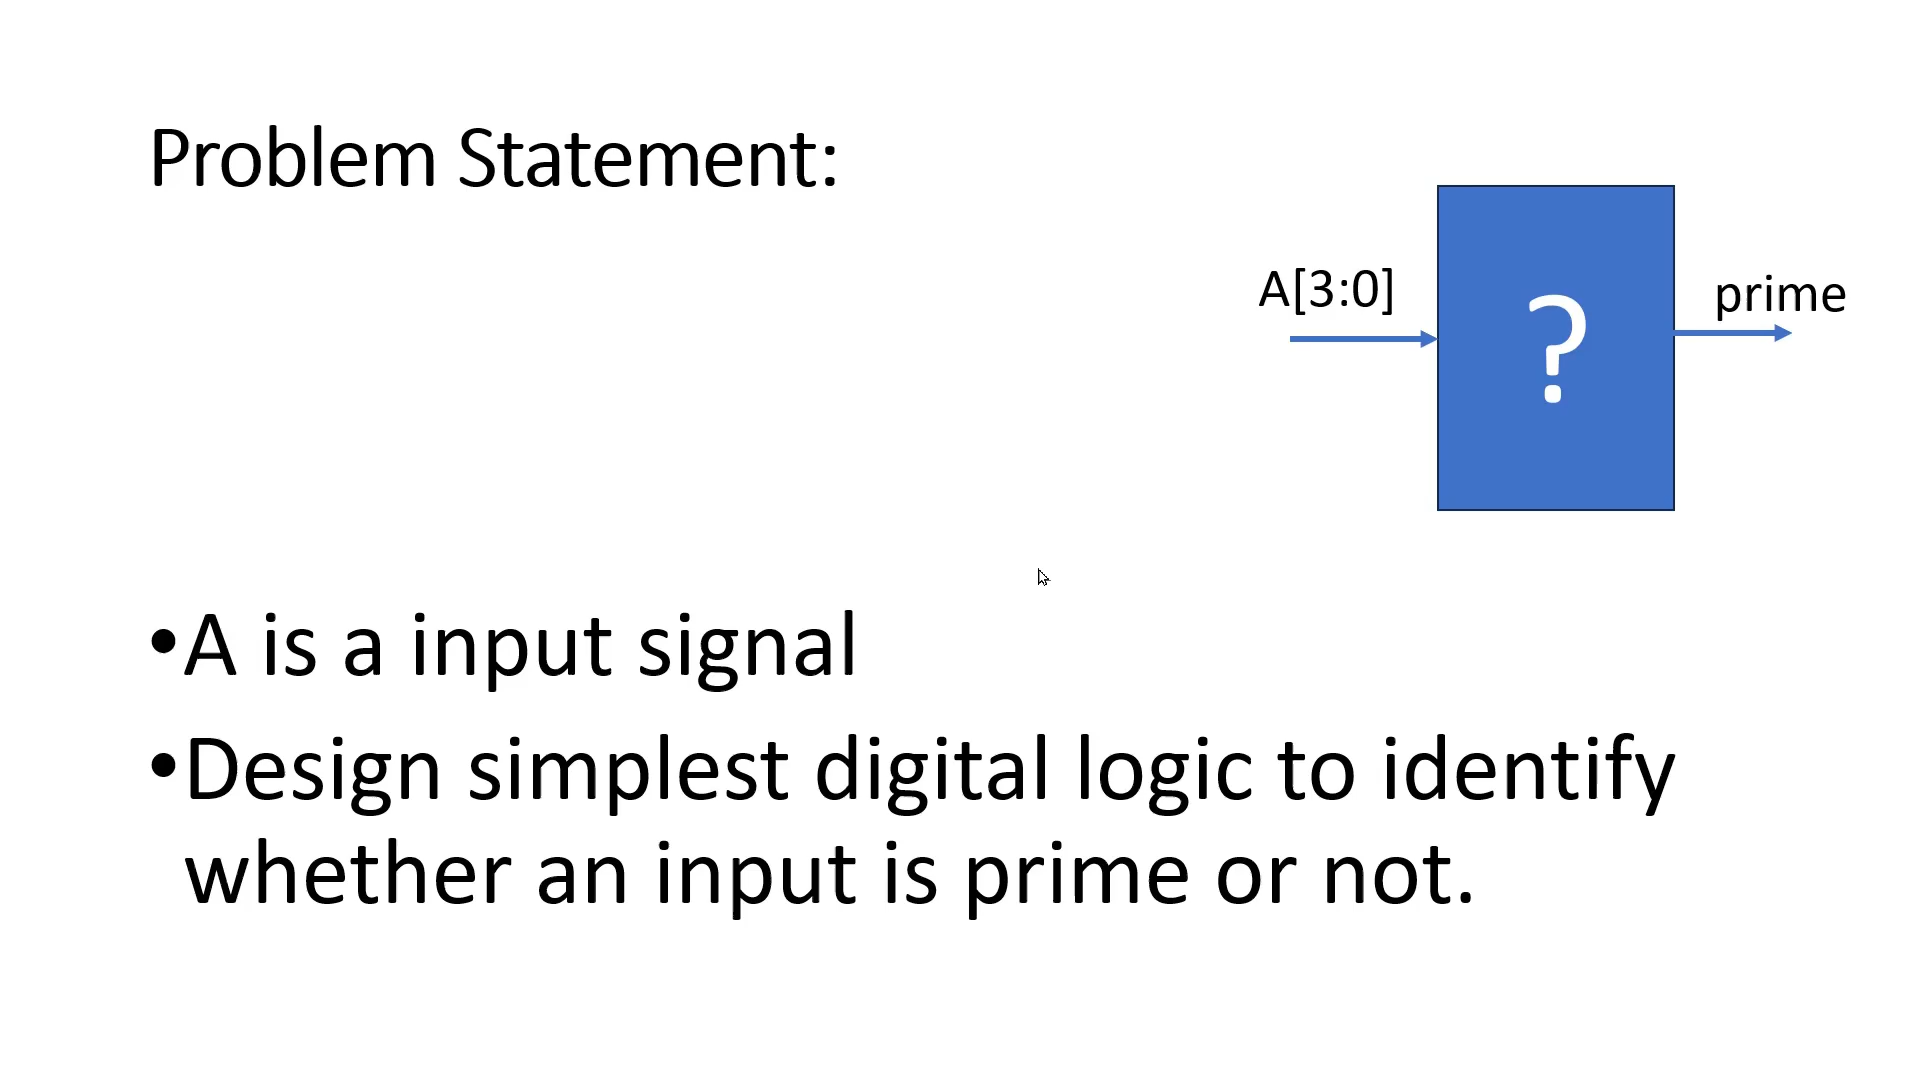 Problem Statement:
A[3:0]
prime
?
•A is a input signal
•Design simplest digital logic to identify
whether an input is prime or not.